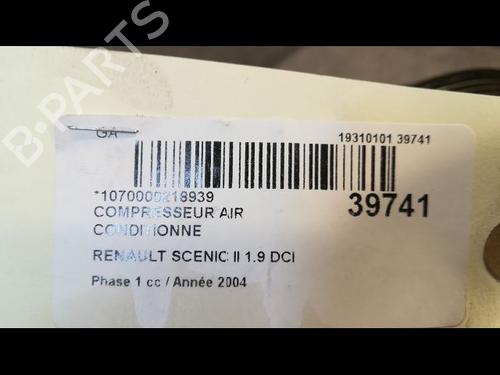 B-PARTS
GA
19310101 39741
*1070000218939
39741
COMPRESSEUR AIR
CONDITIONNE
RENAULT SCENIC II 1.9 DCI
Phase 1 cc / Année 2004